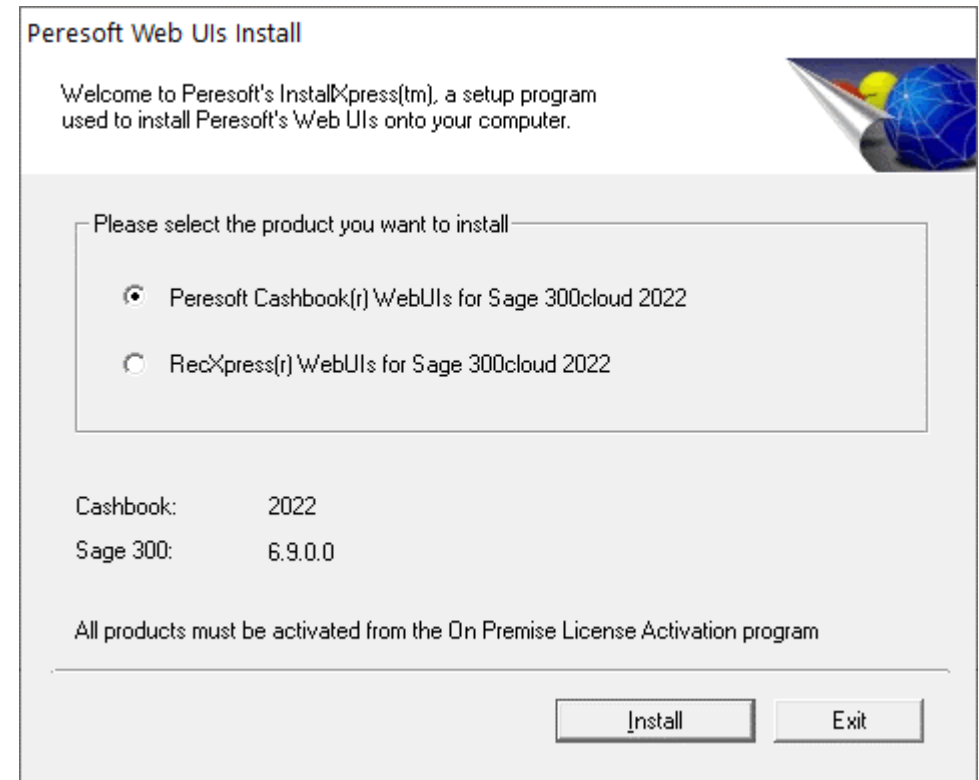 Peresoft Web UIs Install
Welcome to Peresoft's InstallXpress(tm), a setup program
used to install Peresoft's Web UIs onto your computer.
Please select the product you want to install
Peresoft Cashbook(r) WebUIs for Sage 300cloud 2022
RecXpress(r) WebUIs for Sage 300cloud 2022
Cashbook: 2022
Sage 300: 6.9.0.0
All products must be activated from the On Premise License Activation program
Install Exit